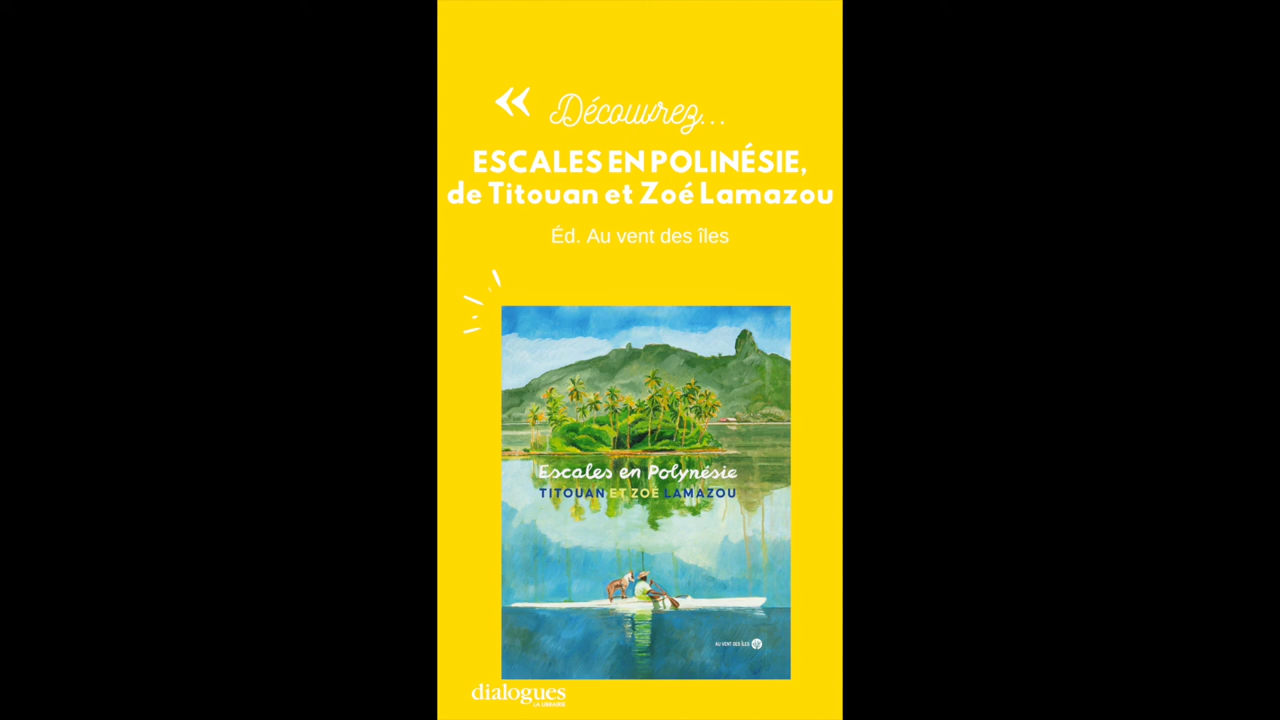 Découvrez...
ESCALES EN POLINÉSIE,
de Titouan et Zoé Lamazou
Éd. Au vent des îles
Escales en Polynésie
TITOUAN ET ZOÉ LAMAZOU
AU VENT DES ÎLES
dialogues
LA LIBRAIRIE